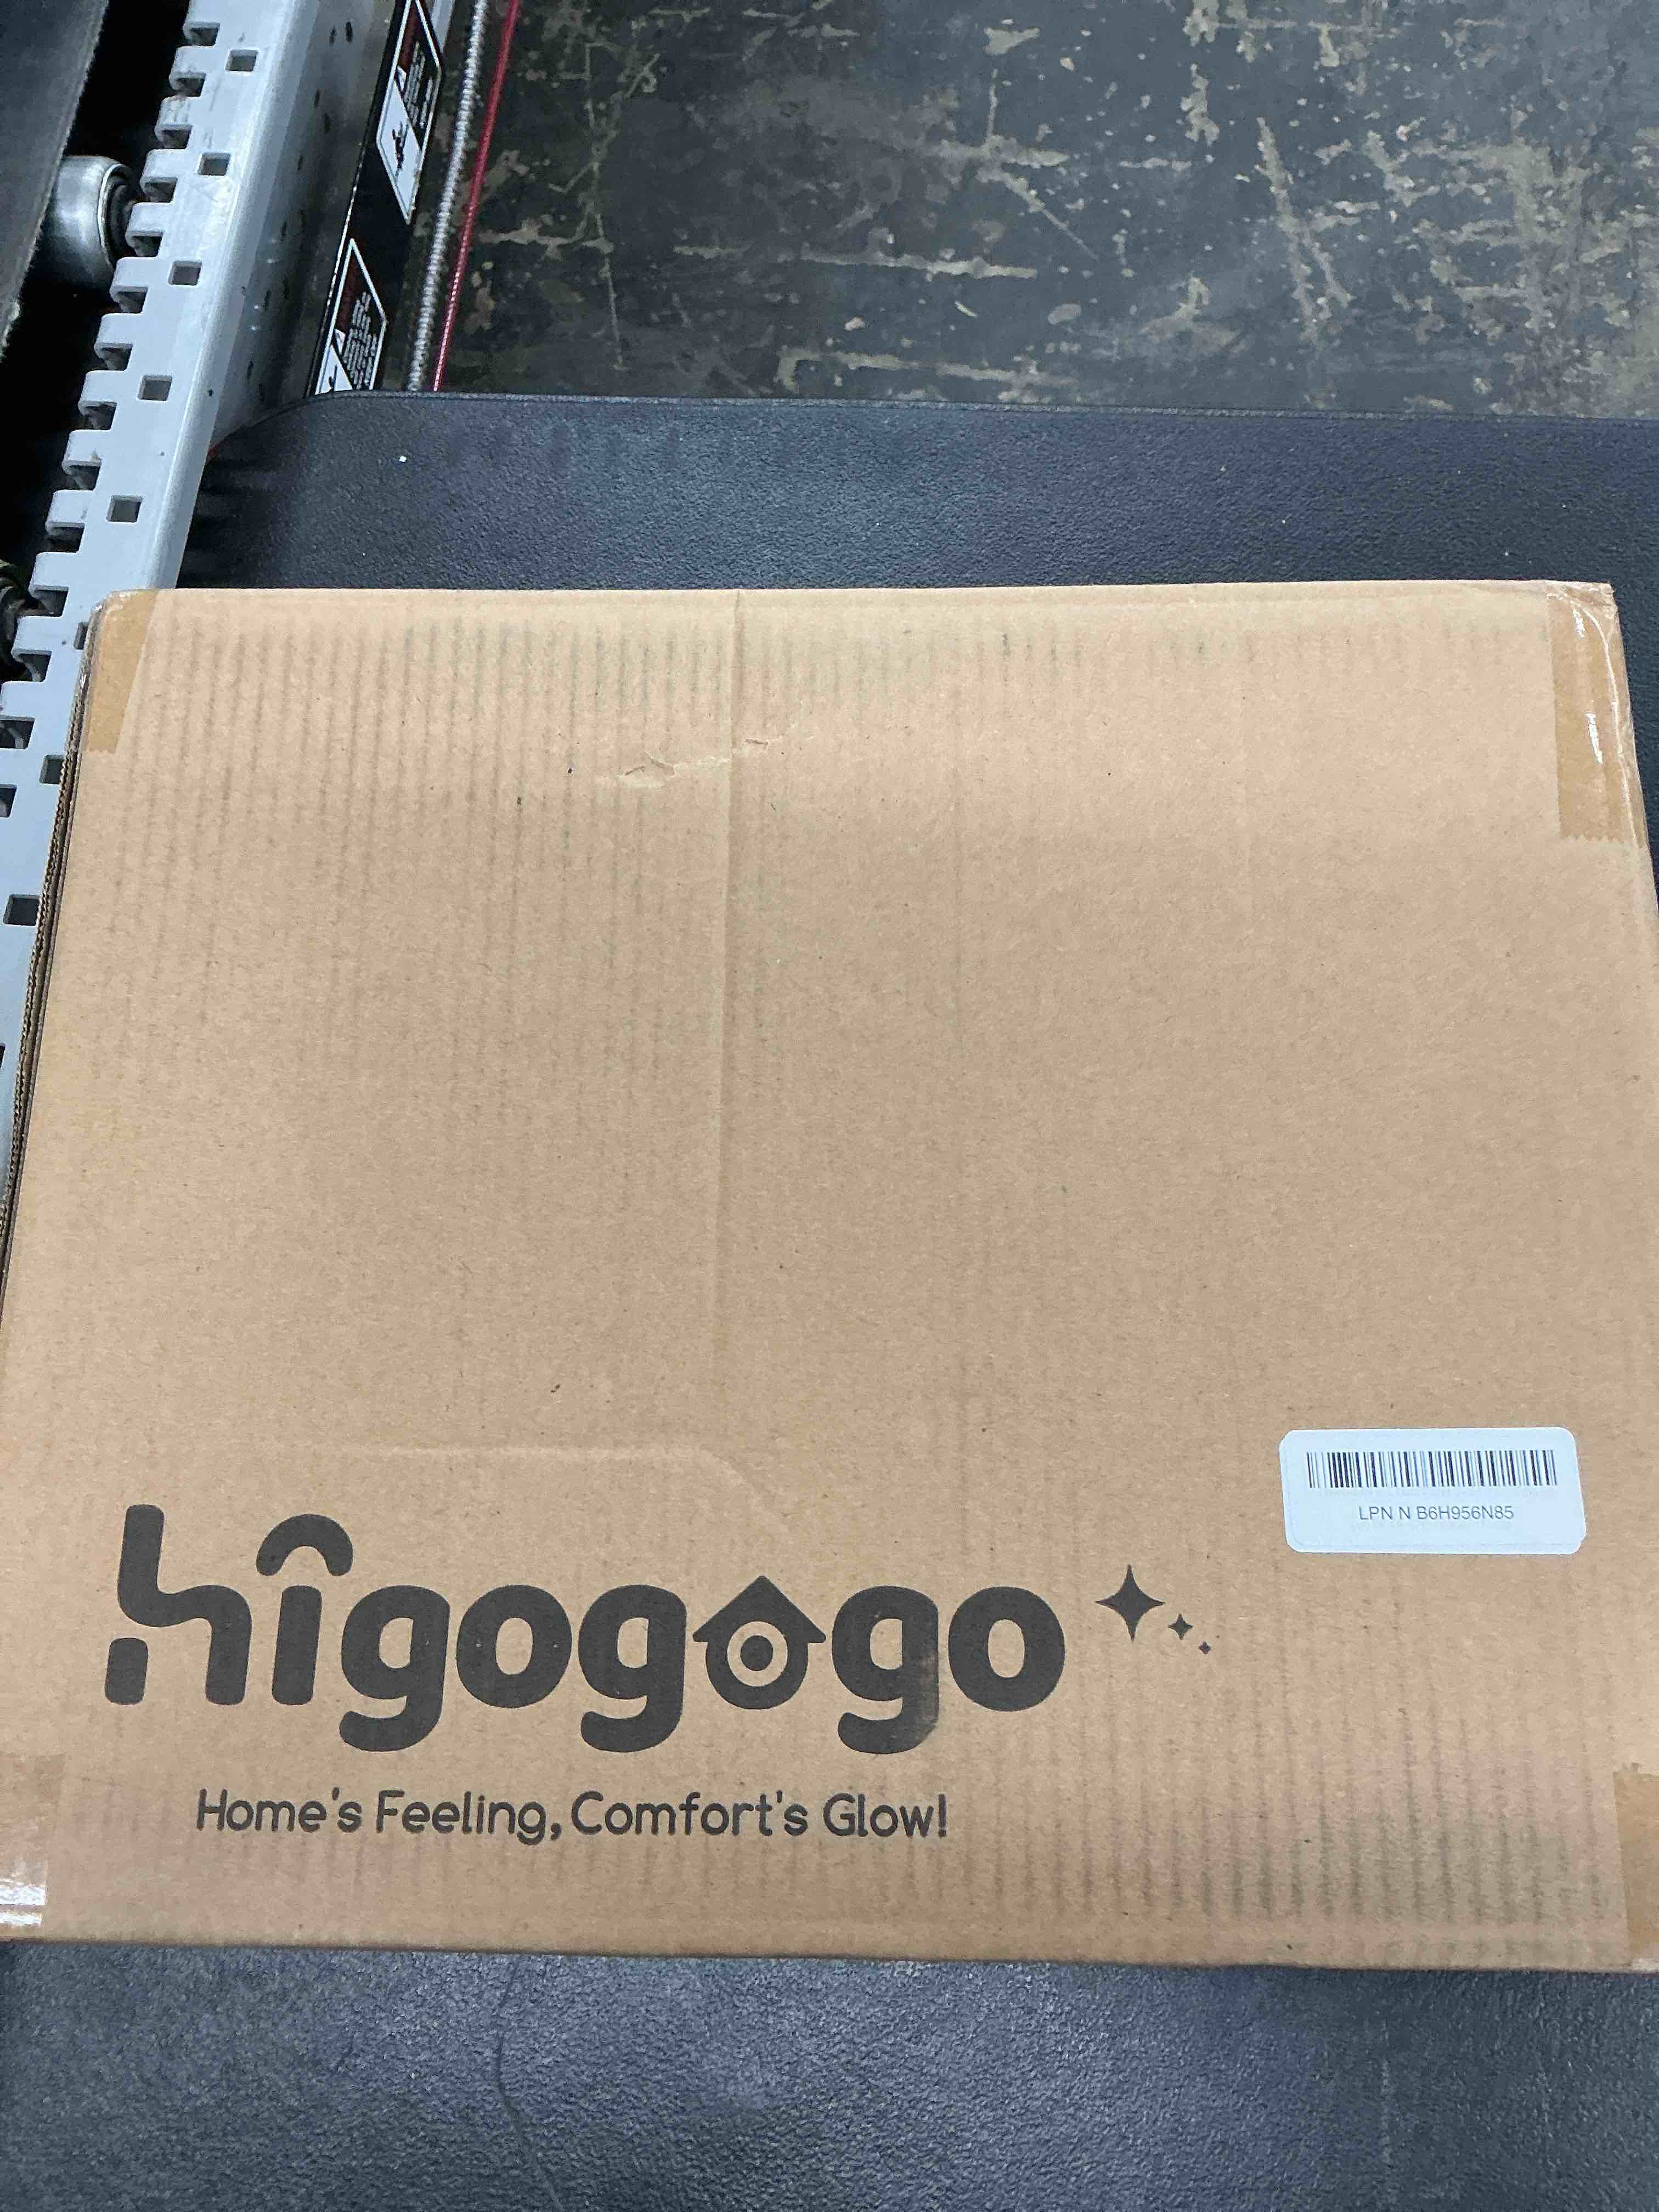 LPN N B6H956N85
higogogo
Home's Feeling, Comfort's Glow!